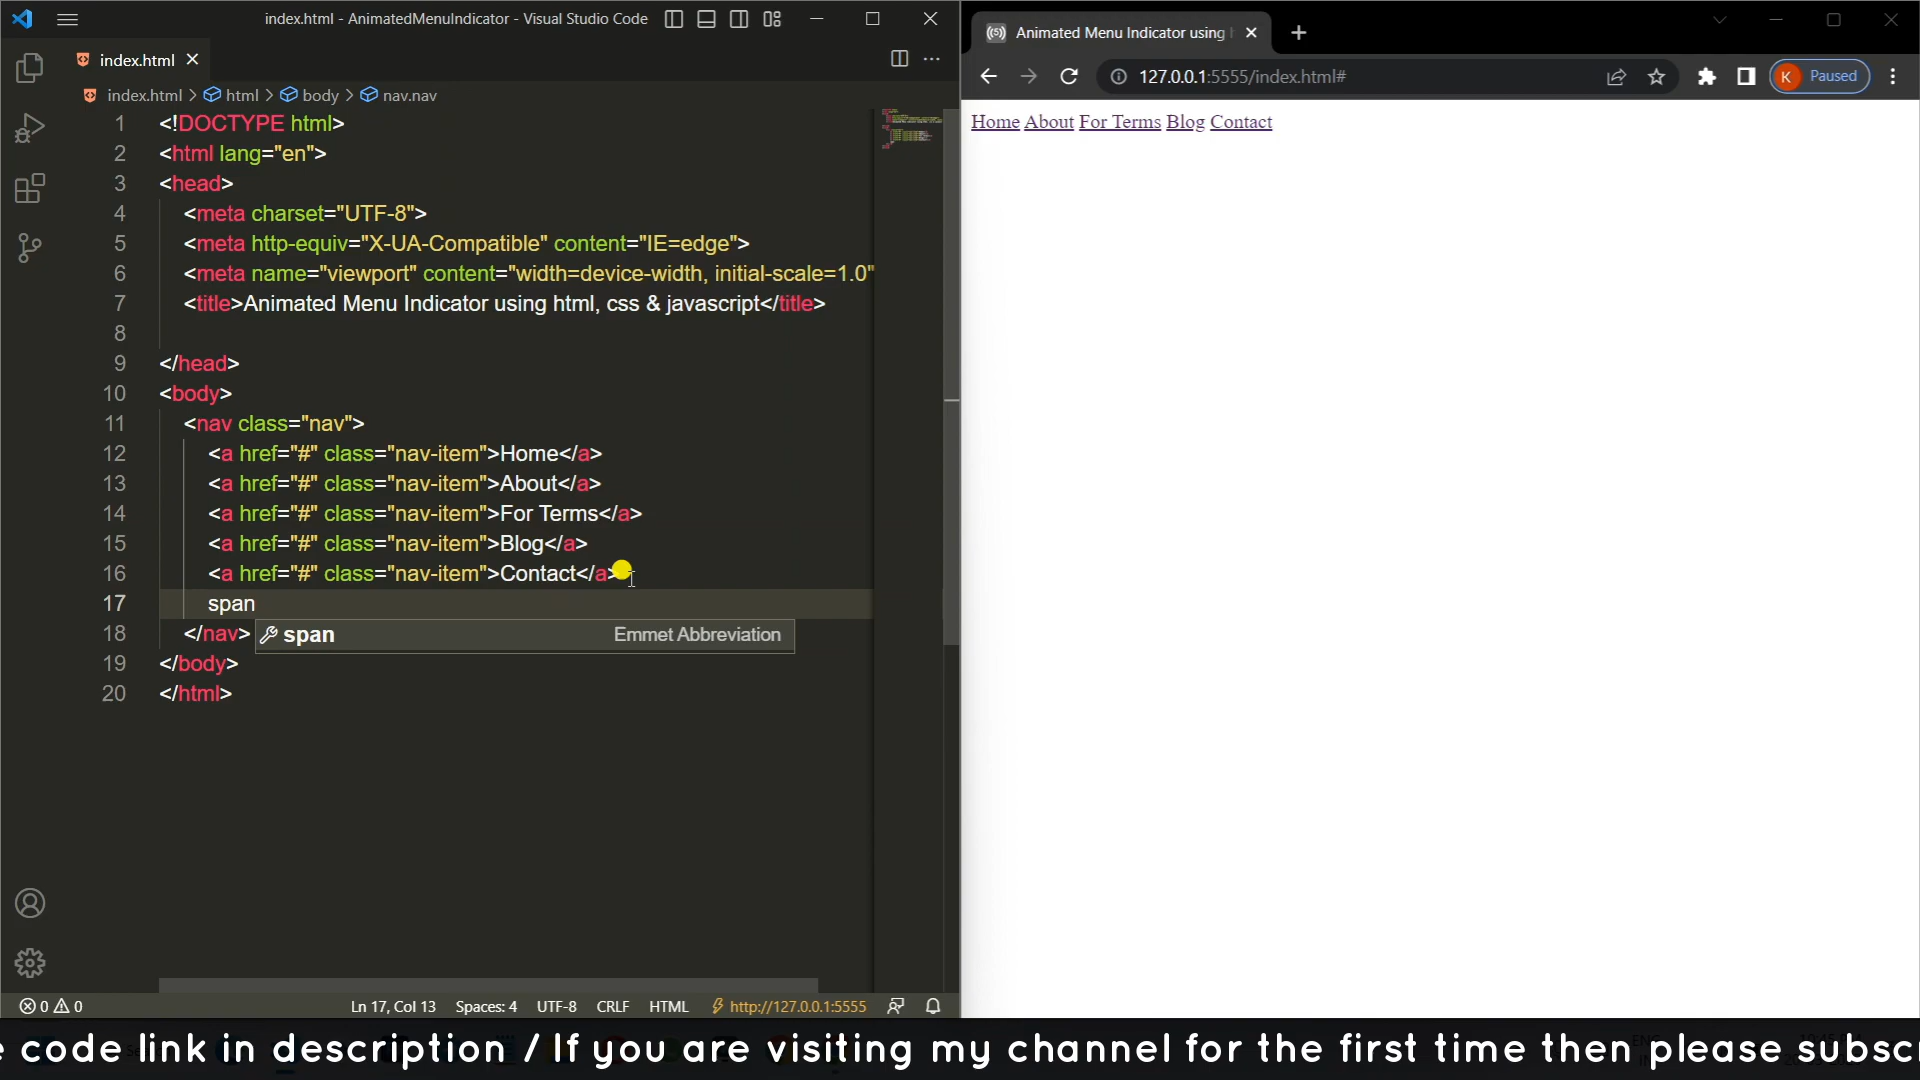 index.html - AnimatedMenuIndicator - Visual Studio Code
index.html
index.html > html > body > nav.nav
1 <!DOCTYPE html>
2 <html lang="en">
3 <head>
4 <meta charset="UTF-8">
5 <meta http-equiv="X-UA-Compatible" content="IE=edge">
6 <meta name="viewport" content="width=device-width, initial-scale=1.0"
7 <title>Animated Menu Indicator using html, css & javascript</title>
8
9 </head>
10 <body>
11 <nav class="nav">
12 <a href="#" class="nav-item">Home</a>
13 <a href="#" class="nav-item">About</a>
14 <a href="#" class="nav-item">For Terms</a>
15 <a href="#" class="nav-item">Blog</a>
16 <a href="#" class="nav-item">Contact</a>
17 span
18 </nav>
span Emmet Abbreviation
19 </body>
20 </html>
0 0 Ln 17, Col 13 Spaces: 4 UTF-8 CRLF HTML http://127.0.0.1:5555
Animated Menu Indicator using
127.0.0.1:5555/index.html#
K Paused
Home About For Terms Blog Contact
code link in description / If you are visiting my channel for the first time then please subscr